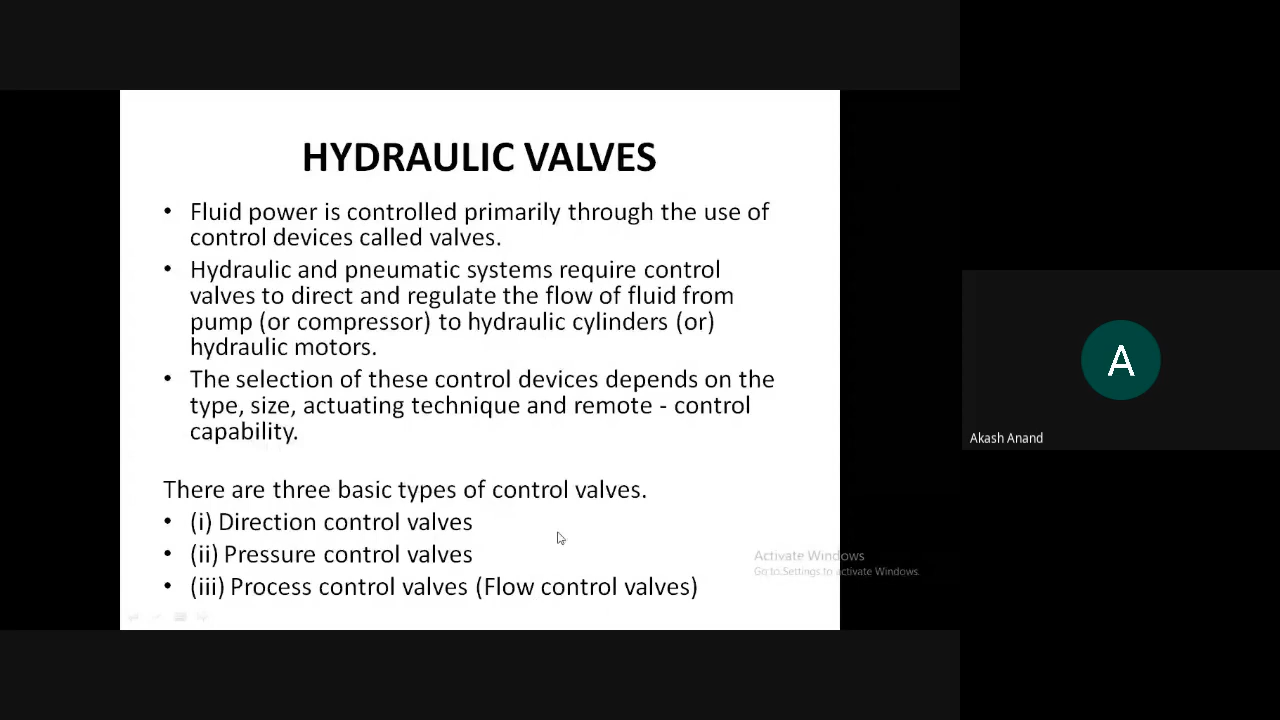 HYDRAULIC VALVES
• Fluid power is controlled primarily through the use of
control devices called valves.
• Hydraulic and pneumatic systems require control
valves to direct and regulate the flow of fluid from
pump (or compressor) to hydraulic cylinders (or)
hydraulic motors.
• The selection of these control devices depends on the
type, size, actuating technique and remote - control
capability.
There are three basic types of control valves.
• (i) Direction control valves
• (ii) Pressure control valves
• (iii) Process control valves (Flow control valves)
Activate Windows
Go to Settings to activate Windows.
A
Akash Anand